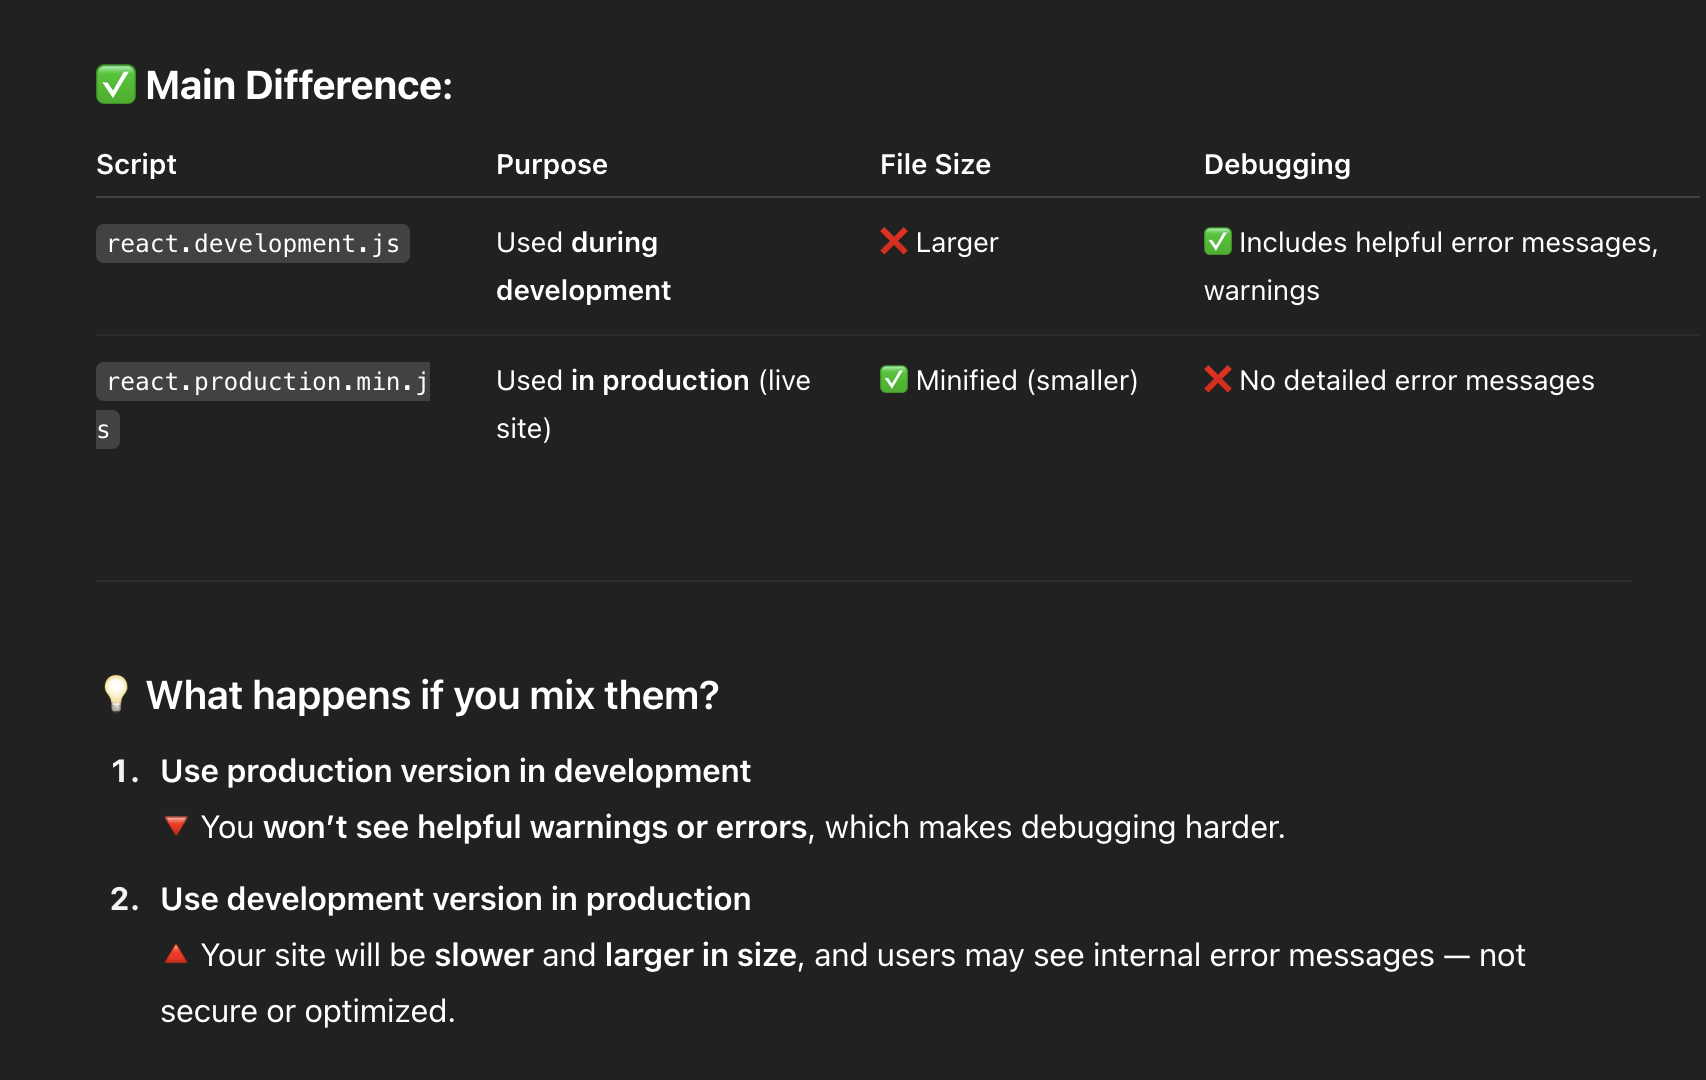 ✅ Main Difference:
Script Purpose File Size Debugging
react.development.js Used during ❌ Larger ✅ Includes helpful error messages,
development warnings
react.production.min.j Used in production (live ✅ Minified (smaller) ❌ No detailed error messages
s site)
💡 What happens if you mix them?
1. Use production version in development
🔻 You won’t see helpful warnings or errors, which makes debugging harder.
2. Use development version in production
🔺 Your site will be slower and larger in size, and users may see internal error messages — not
secure or optimized.